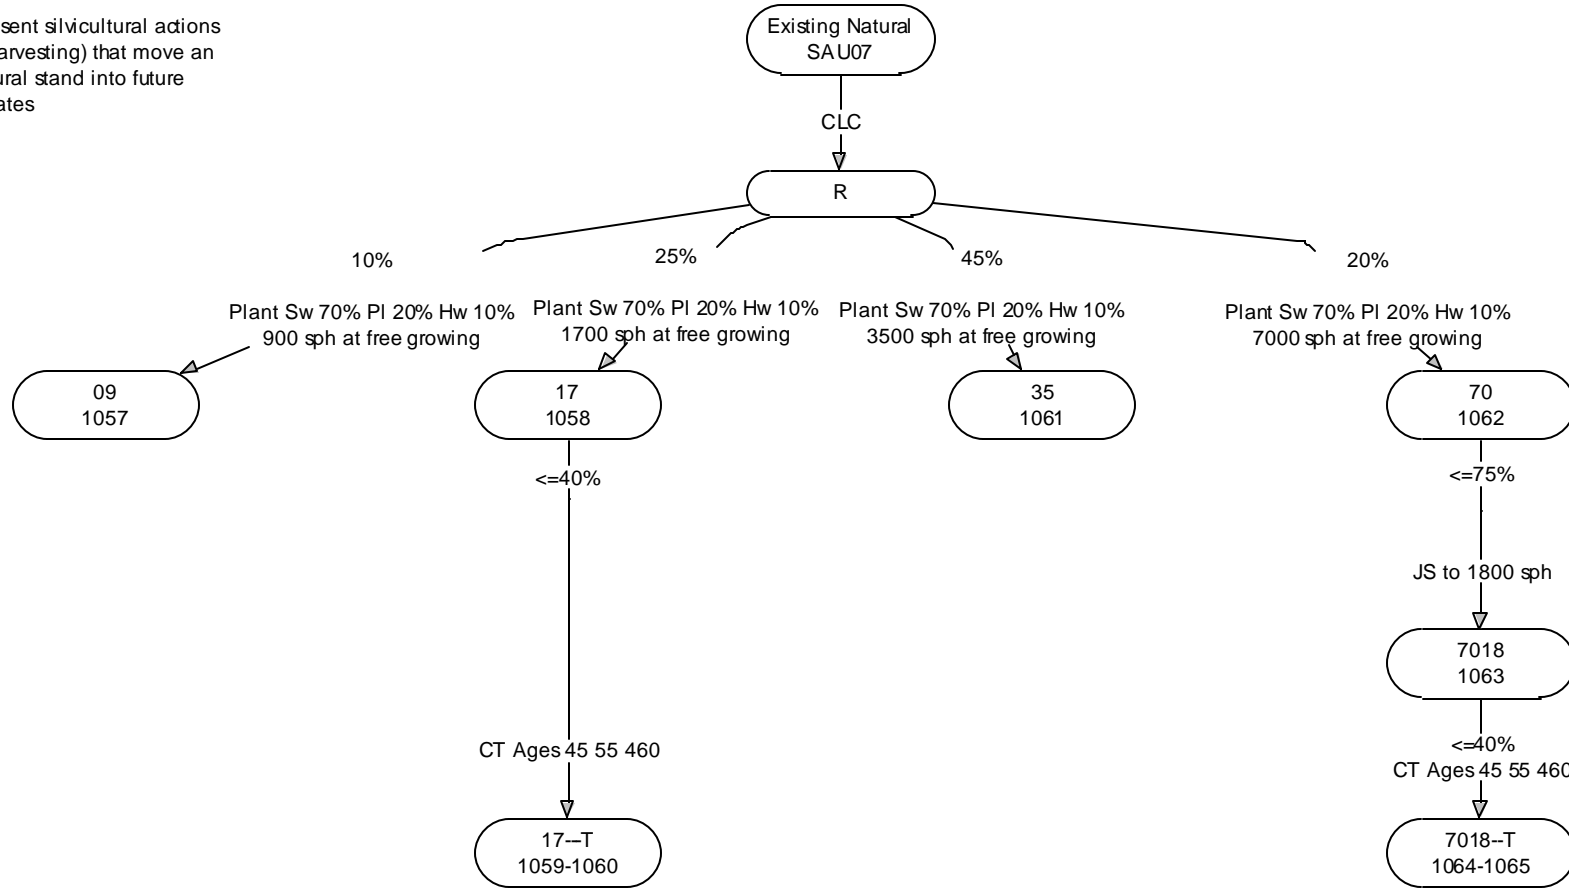 sent silvicultural actions
arvesting) that move an
ural stand into future
ates
Existing Natural
SAU07
CLC
R
10%
25%
45%
20%
Plant Sw 70% Pl 20% Hw 10%
900 sph at free growing
Plant Sw 70% Pl 20% Hw 10%
1700 sph at free growing
Plant Sw 70% Pl 20% Hw 10%
3500 sph at free growing
Plant Sw 70% Pl 20% Hw 10%
7000 sph at free growing
09
1057
17
1058
35
1061
70
1062
<=40%
<=75%
JS to 1800 sph
7018
1063
CT Ages 45 55 460
<=40%
CT Ages 45 55 460
17--T
1059-1060
7018--T
1064-1065